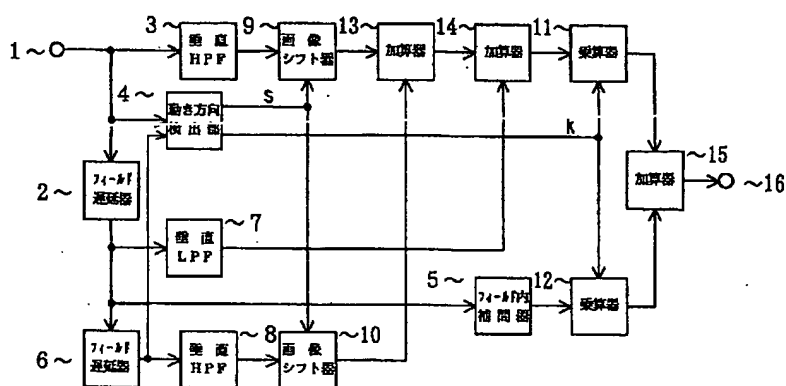 1～
3～
垂直
HPF
9～
画像
シフト器
13～
加算器
14～
加算器
11～
乗算器
4～
動き方向
検出器
s
k
2～
フィールド
遅延器
～15
加算器
～16
～7
垂直
LPF
5～
フィールド内
補間器
12～
乗算器
6～
フィールド
遅延器
～8
垂直
HPF
～10
画像
シフト器